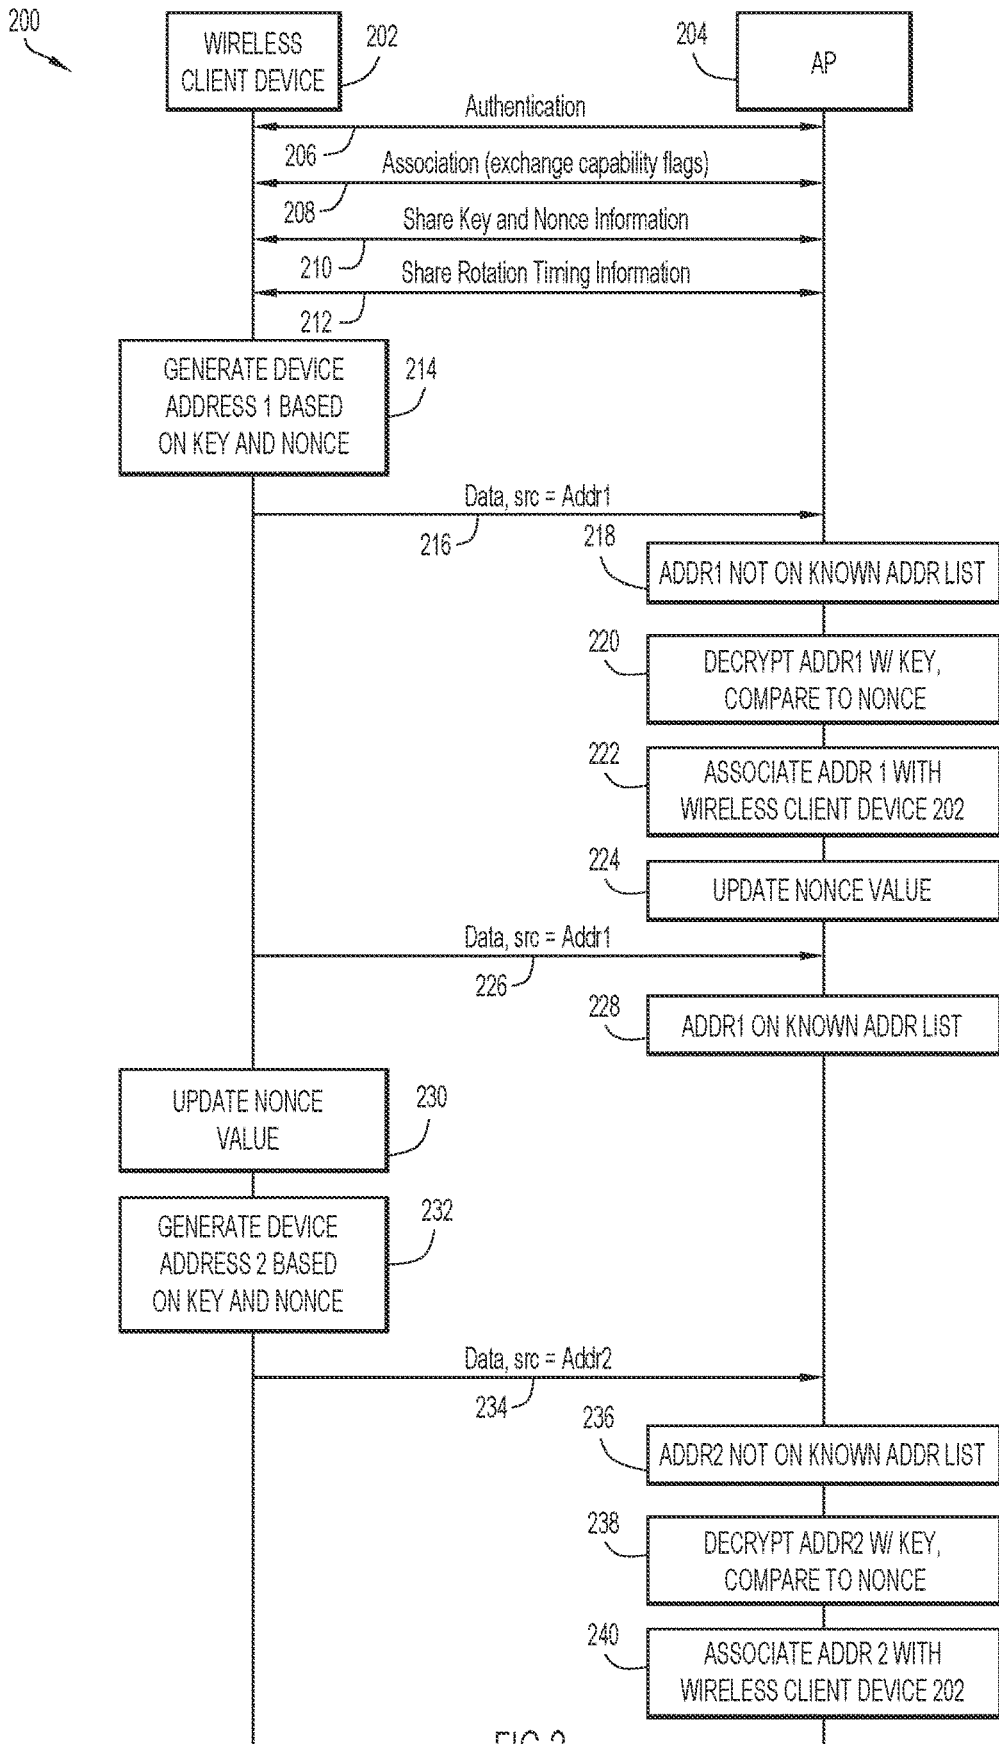 200
WIRELESS
CLIENT DEVICE
202
204
AP
Authentication
206
Association (exchange capability flags)
208
Share Key and Nonce Information
210
Share Rotation Timing Information
212
GENERATE DEVICE
ADDRESS 1 BASED
ON KEY AND NONCE
214
Data, src = Addr1
216
218
ADDR1 NOT ON KNOWN ADDR LIST
220
DECRYPT ADDR1 W/ KEY,
COMPARE TO NONCE
222
ASSOCIATE ADDR 1 WITH
WIRELESS CLIENT DEVICE 202
224
UPDATE NONCE VALUE
Data, src = Addr1
226
228
ADDR1 ON KNOWN ADDR LIST
UPDATE NONCE
VALUE
230
GENERATE DEVICE
ADDRESS 2 BASED
ON KEY AND NONCE
232
Data, src = Addr2
234
236
ADDR2 NOT ON KNOWN ADDR LIST
238
DECRYPT ADDR2 W/ KEY,
COMPARE TO NONCE
240
ASSOCIATE ADDR 2 WITH
WIRELESS CLIENT DEVICE 202